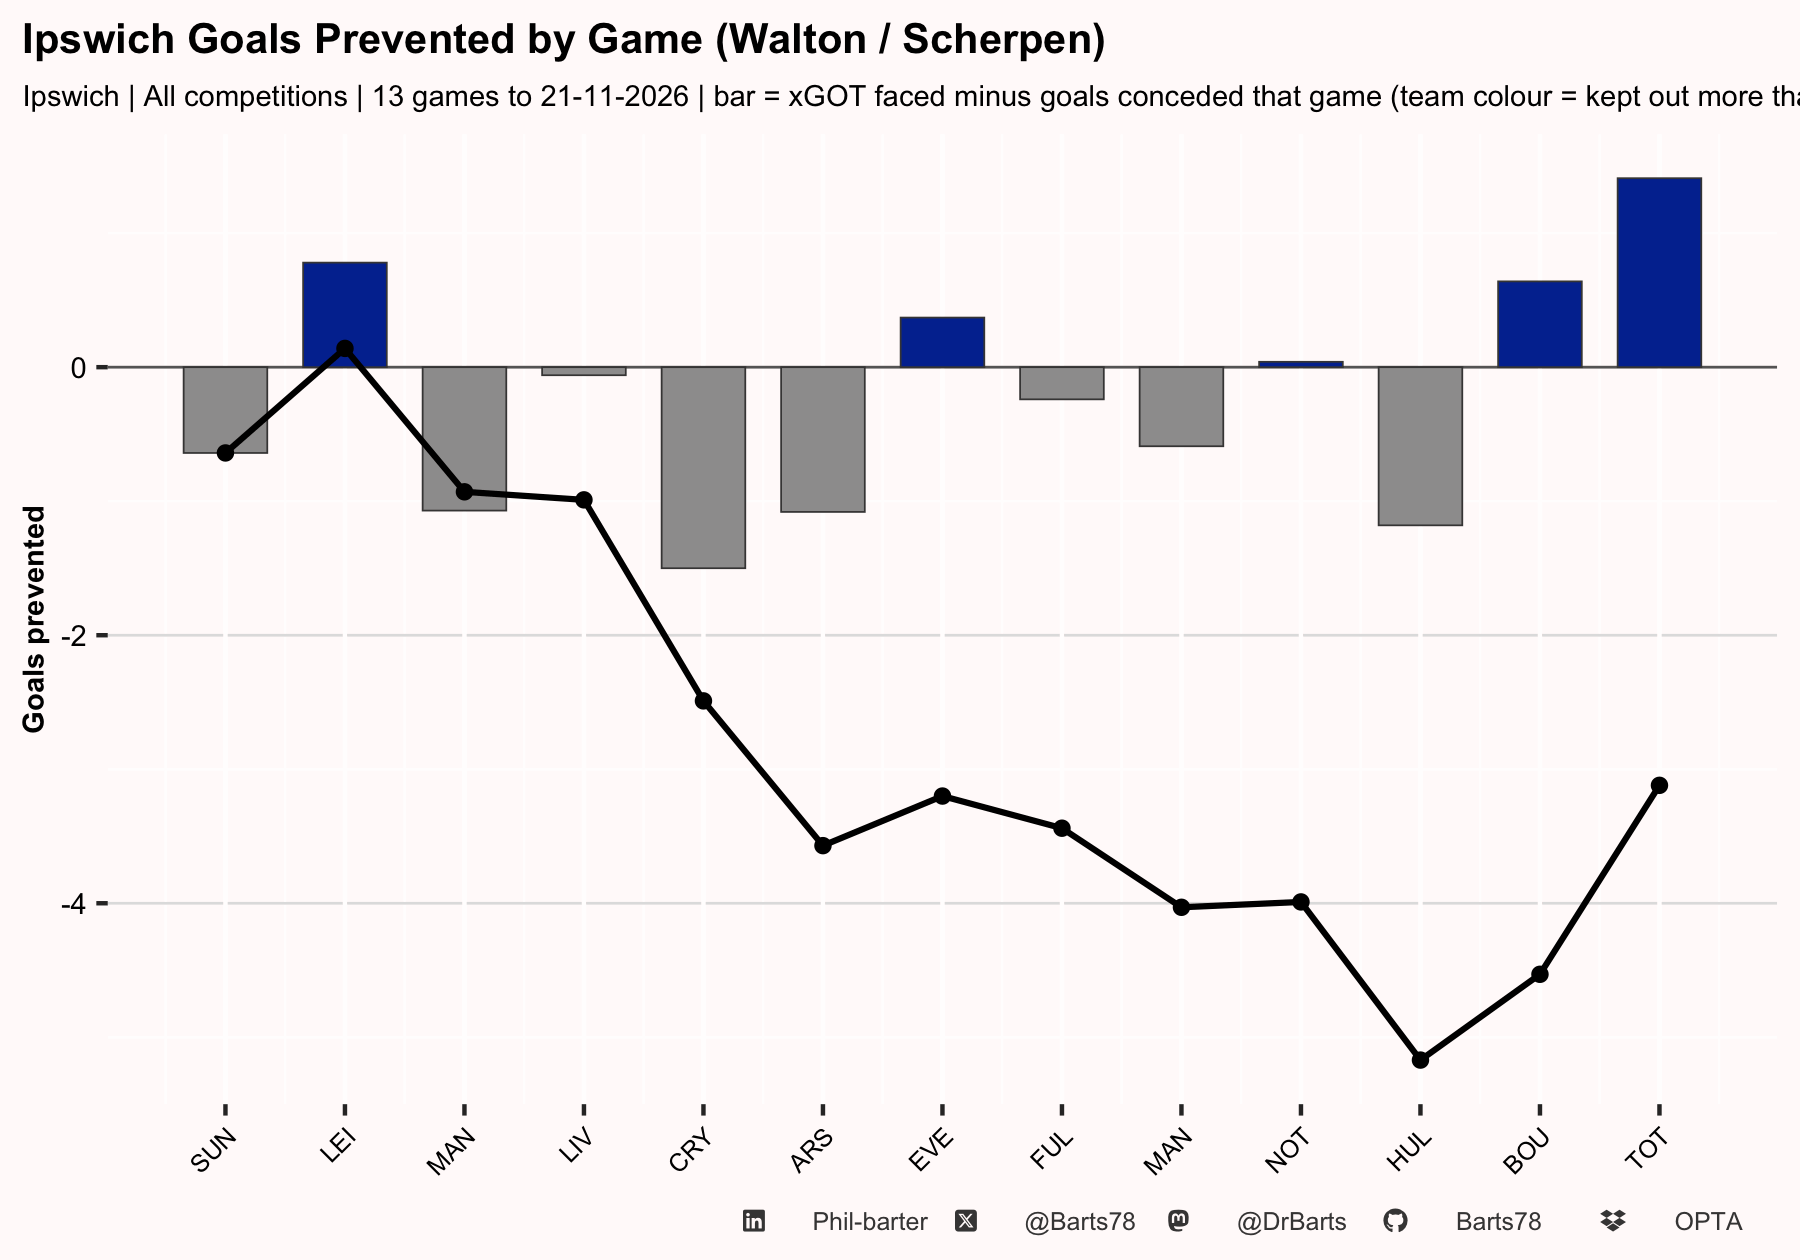 Ipswich Goals Prevented by Game (Walton / Scherpen)
Ipswich | All competitions | 13 games to 21-11-2026 | bar = xGOT faced minus goals conceded that game (team colour = kept out more tha
Goals prevented
0
-2
-4
SUN LEI MAN LIV CRY ARS EVE FUL MAN NOT HUL BOU TOT
Phil-barter @Barts78 @DrBarts Barts78 OPTA